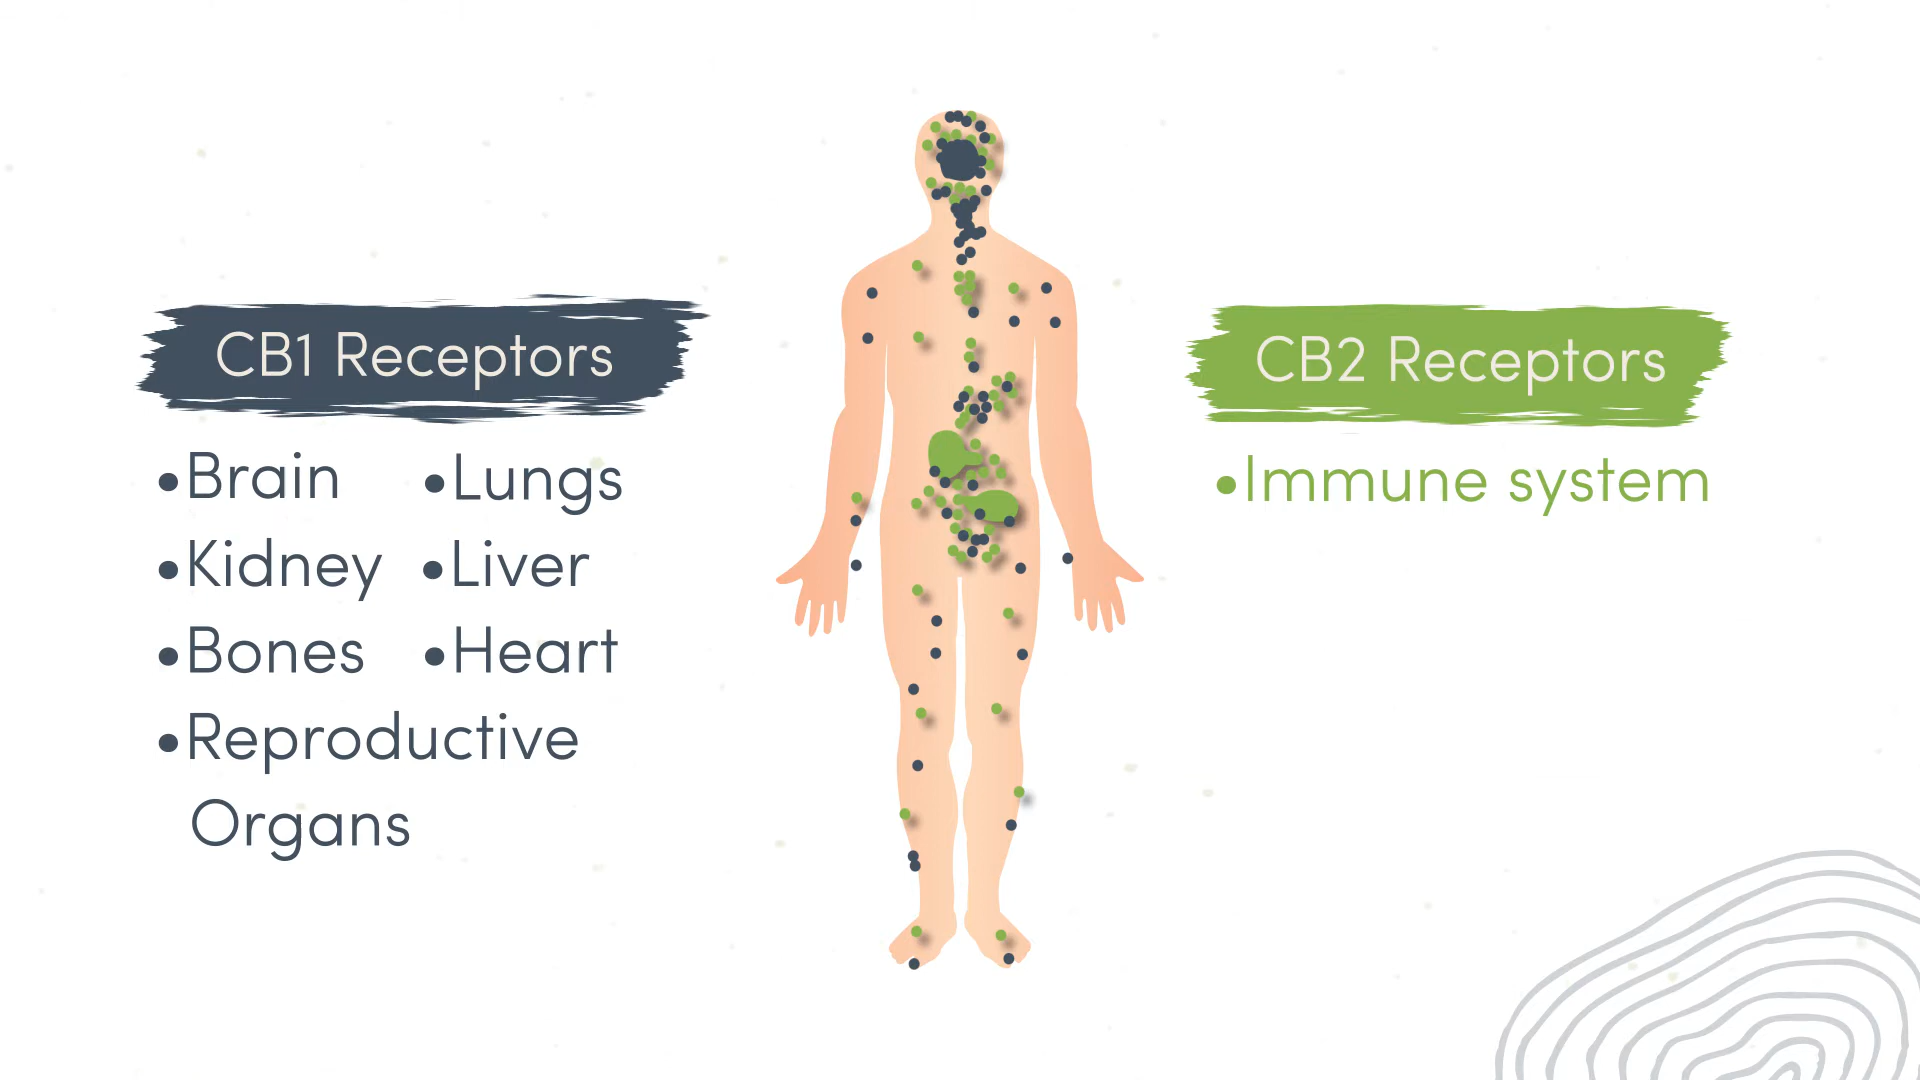 CB1 Receptors
•Brain
•Lungs
•Kidney
•Liver
•Bones
•Heart
•Reproductive
Organs
CB2 Receptors
•Immune system